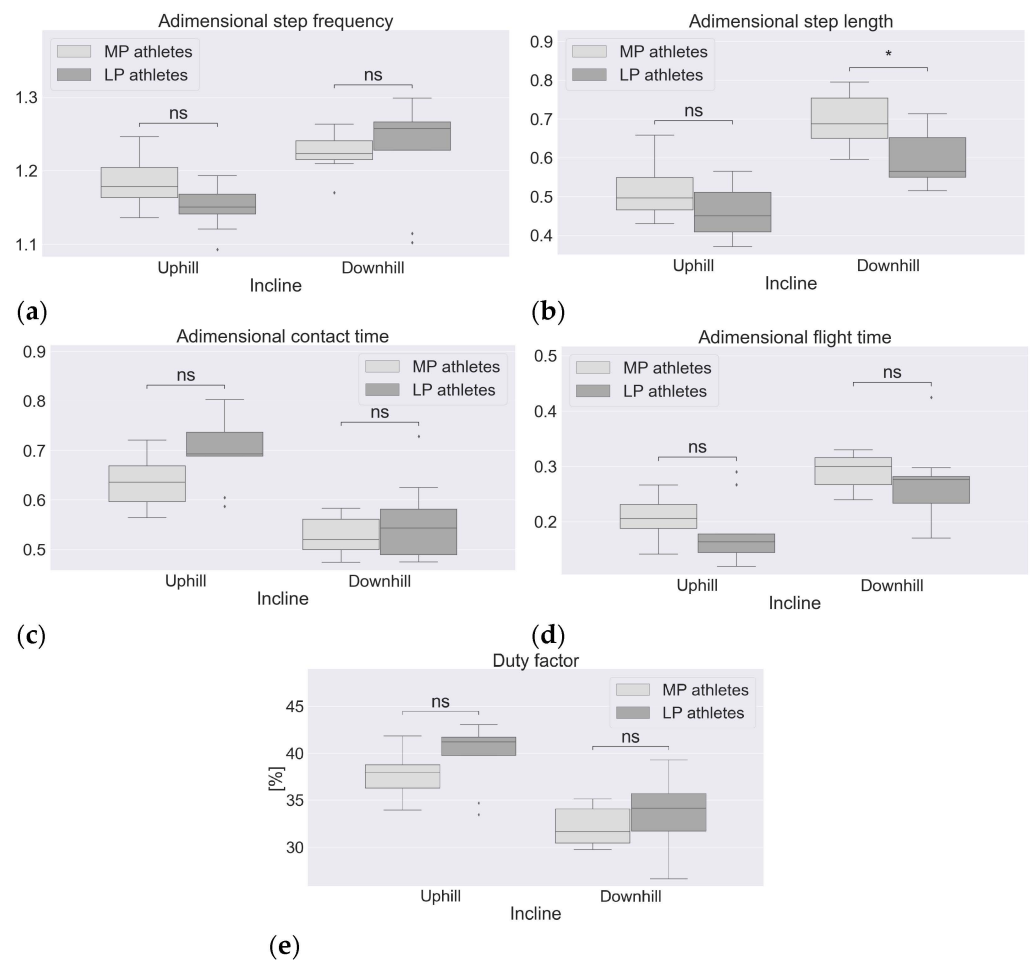 Adimensional step frequency
MP athletes
LP athletes
ns
ns
1.3
1.2
1.1
Uphill
Downhill
Incline
(a)
Adimensional step length
MP athletes
LP athletes
*
ns
0.9
0.8
0.7
0.6
0.5
0.4
Uphill
Downhill
Incline
(b)
Adimensional contact time
MP athletes
LP athletes
ns
ns
0.9
0.8
0.7
0.6
0.5
Uphill
Downhill
Incline
(c)
Adimensional flight time
MP athletes
LP athletes
ns
ns
0.5
0.4
0.3
0.2
Uphill
Downhill
Incline
(d)
Duty factor
MP athletes
LP athletes
ns
ns
45
40
35
30
[%]
Uphill
Downhill
Incline
(e)